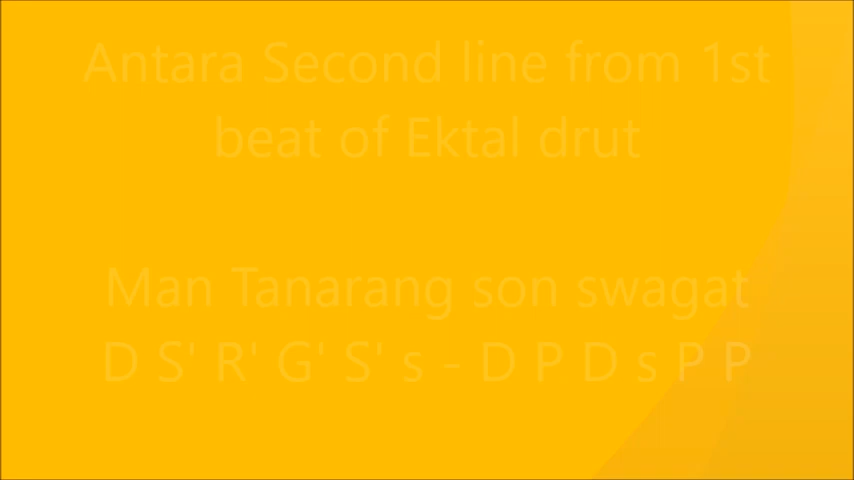 Antara Second line from 1st
beat of Ektal drut
Man Tanarang son swagat
D S' R' G' S' s - D P D s P P